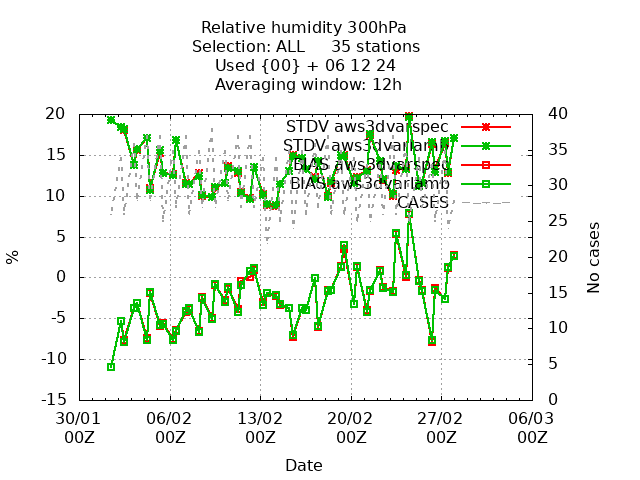 Relative humidity 300hPa
Selection: ALL     35 stations
Used {00} + 06 12 24
Averaging window: 12h
STDV aws3dvarspec
STDV aws3dvarlamb
BIAS aws3dvarspec
BIAS aws3dvarlamb
CASES
20
15
10
5
0
-5
-10
-15
%
40
35
30
25
20
15
10
5
0
No cases
30/01 06/02 13/02 20/02 27/02 06/03
00Z 00Z 00Z 00Z 00Z 00Z
Date